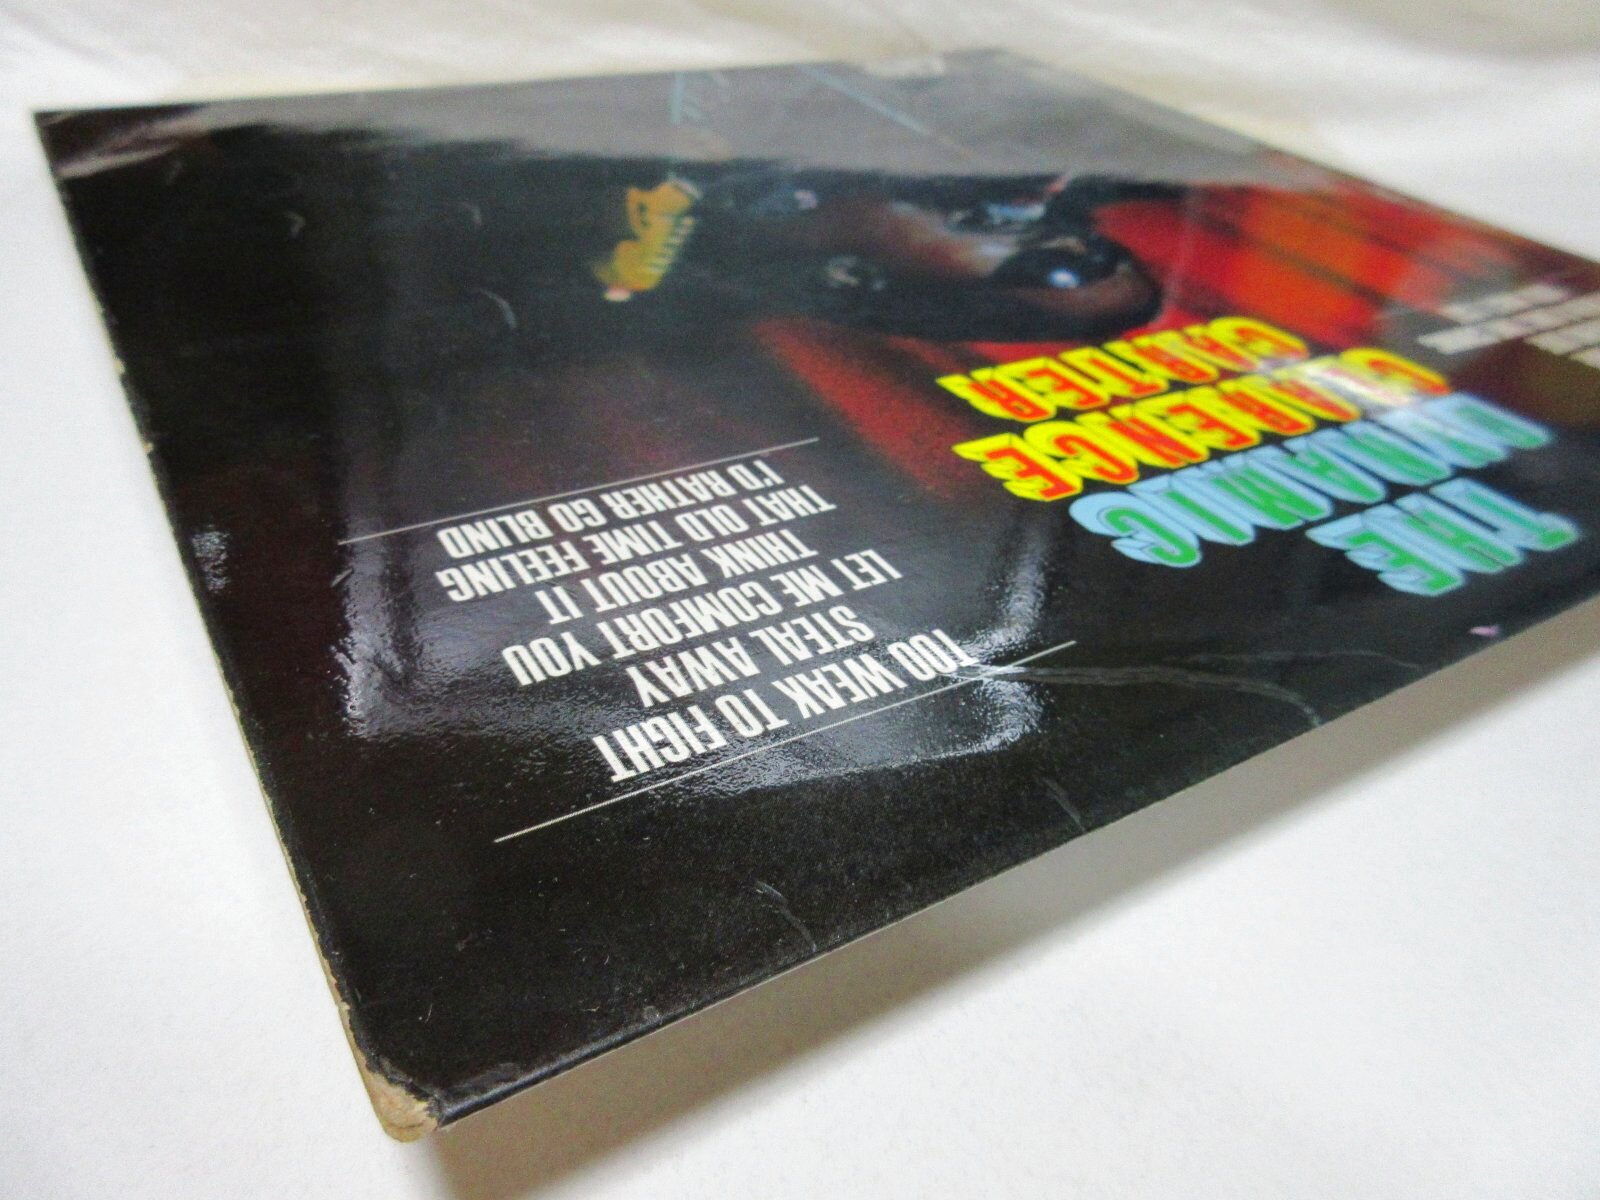 THE
DYNAMIC
CLARENCE
CARTER
TOO WEAK TO FIGHT
STEAL AWAY
LET ME COMFORT YOU
THINK ABOUT IT
THAT OLD TIME FEELING
I'D RATHER GO BLIND